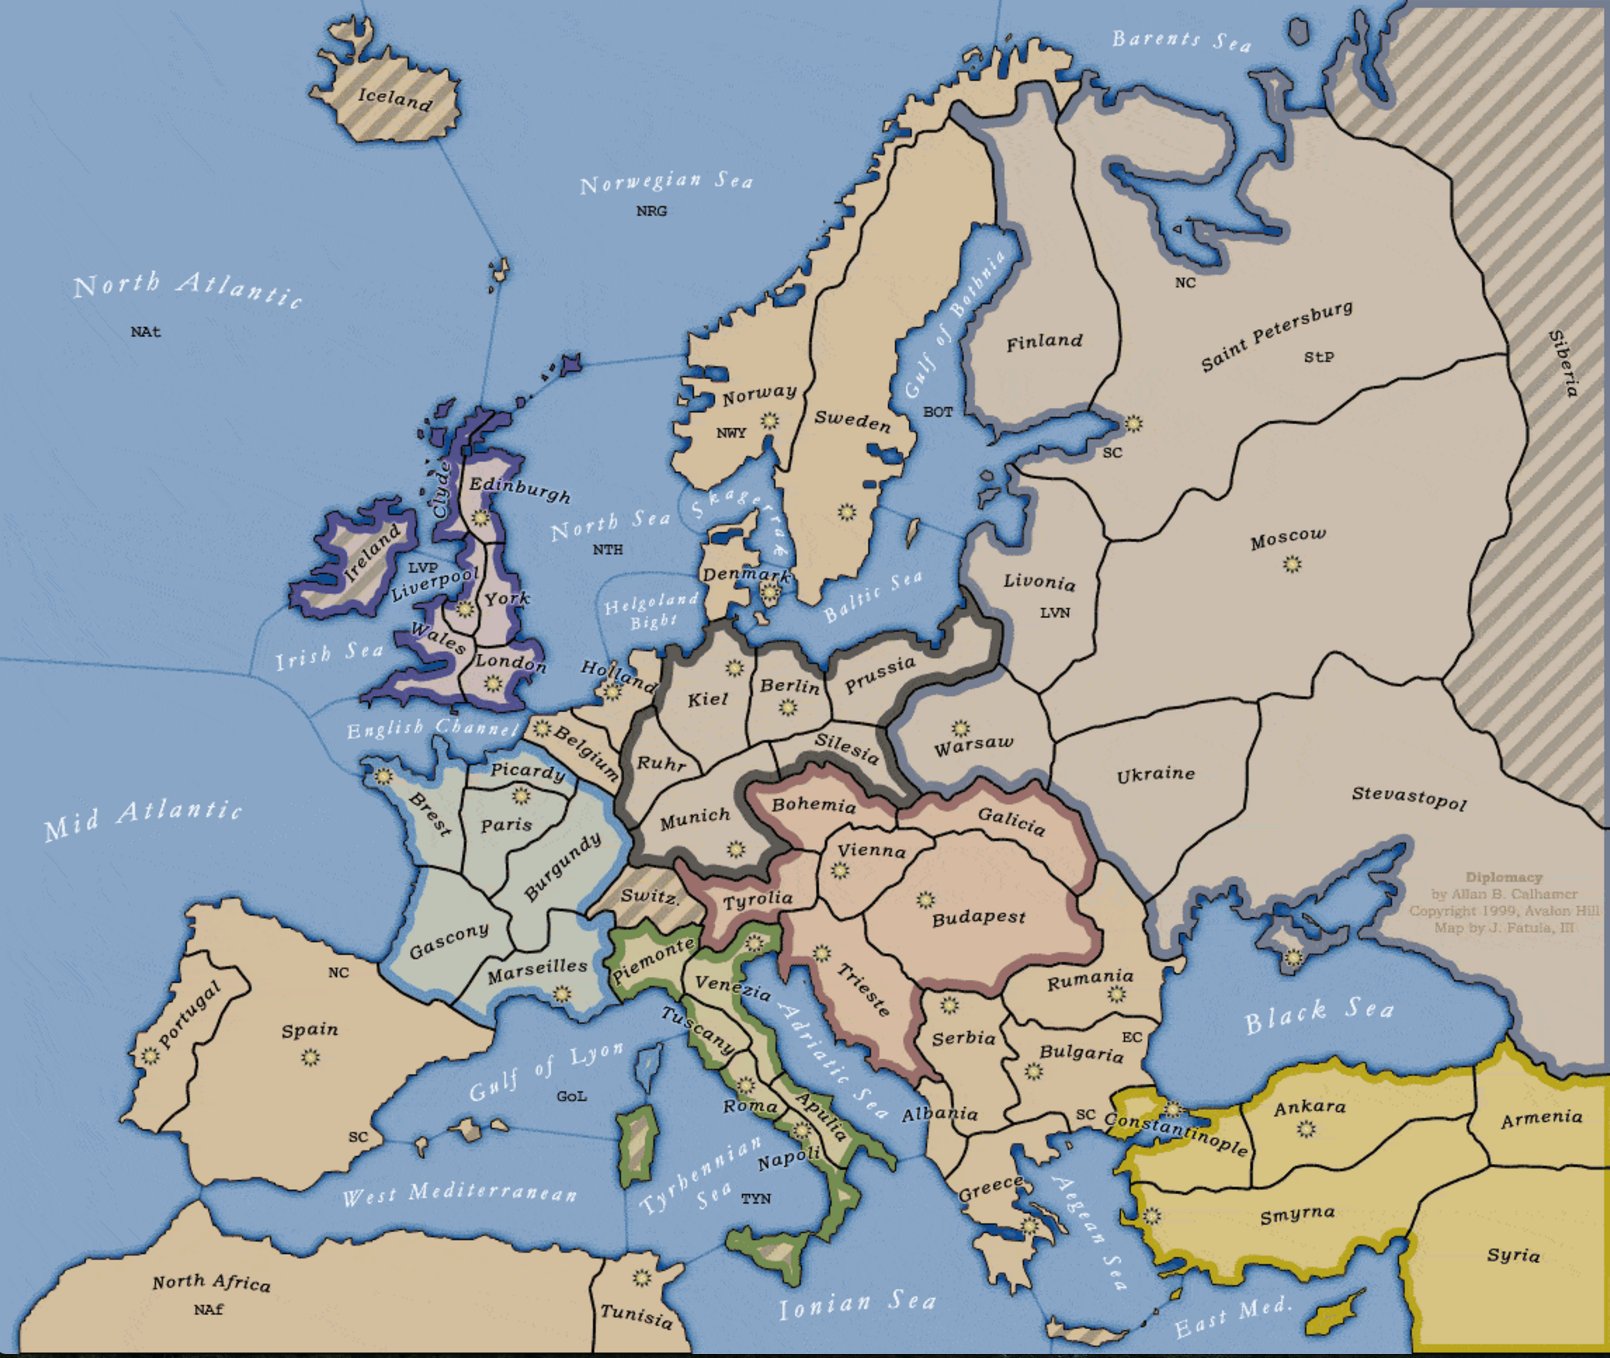 Barents Sea
Iceland
Norwegian Sea
NRG
North Atlantic
NAt
NC
Gulf of Bothnia
BOT
Finland
Saint Petersburg
StP
Siberia
Norway
NWY
Sweden
SC
Clyde
Edinburgh
North Sea
NTH
Skagerrak
Moscow
Ireland
LVP
Liverpool
York
Denmark
Helgoland
Bight
Baltic Sea
Livonia
LVN
Irish Sea
Wales
London
Holland
Kiel
Berlin
Prussia
English Channel
Belgium
Ruhr
Silesia
Warsaw
Ukraine
Stevastopol
Mid Atlantic
Brest
Picardy
Paris
Burgundy
Munich
Bohemia
Galicia
Vienna
Switz.
Tyrolia
Budapest
Diplomacy
by Allan B. Calhamer
Copyright 1999, Avalon Hill
Map by J. Fatula, III
Gascony
Marseilles
Piemonte
Venezia
Trieste
Rumania
Black Sea
NC
Portugal
Spain
SC
Gulf of Lyon
GoL
Tuscany
Adriatic Sea
Serbia
Bulgaria
EC
SC
Roma
Apulia
Napoli
Albania
Constantinople
Ankara
Armenia
West Mediterranean
Tyrhennian
Sea
TYN
Greece
Aegean Sea
Smyrna
Syria
North Africa
NAf
Tunisia
Ionian Sea
East Med.